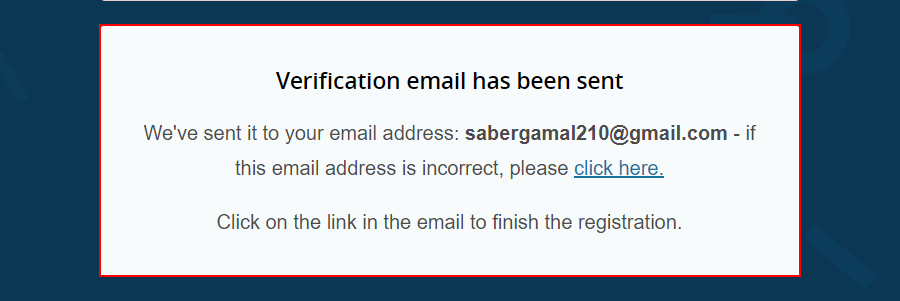 Verification email has been sent
We've sent it to your email address: sabergamal210@gmail.com - if
this email address is incorrect, please click here.
Click on the link in the email to finish the registration.